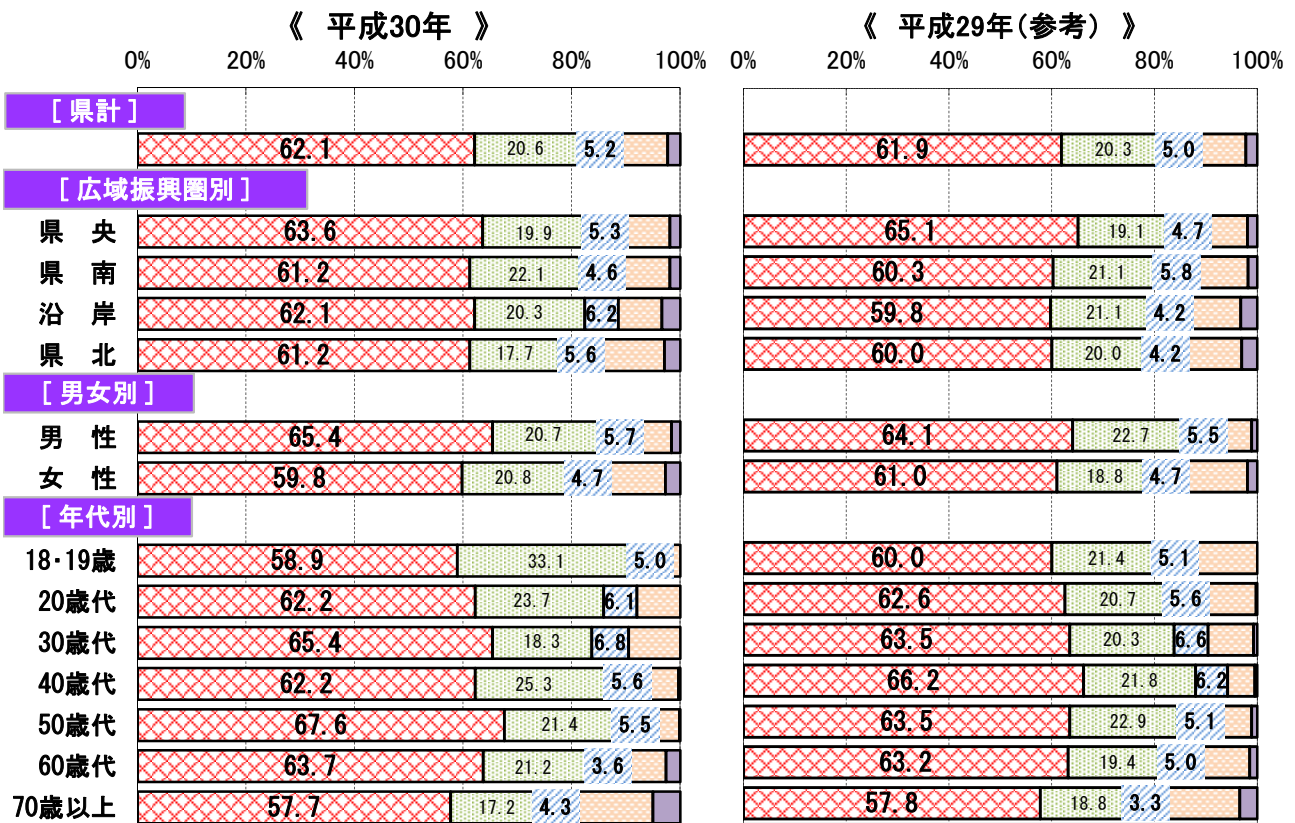 《 平成30年 》 《 平成29年(参考) 》
0% 20% 40% 60% 80% 100% 0% 20% 40% 60% 80% 100%
[ 県計 ]
62.1 20.6 5.2 61.9 20.3 5.0
[ 広域振興圏別 ]
県 央 63.6 19.9 5.3 65.1 19.1 4.7
県 南 61.2 22.1 4.6 60.3 21.1 5.8
沿 岸 62.1 20.3 6.2 59.8 21.1 4.2
県 北 61.2 17.7 5.6 60.0 20.0 4.2
[ 男女別 ]
男 性 65.4 20.7 5.7 64.1 22.7 5.5
女 性 59.8 20.8 4.7 61.0 18.8 4.7
[ 年代別 ]
18・19歳 58.9 33.1 5.0 60.0 21.4 5.1
20歳代 62.2 23.7 6.1 62.6 20.7 5.6
30歳代 65.4 18.3 6.8 63.5 20.3 6.6
40歳代 62.2 25.3 5.6 66.2 21.8 6.2
50歳代 67.6 21.4 5.5 63.5 22.9 5.1
60歳代 63.7 21.2 3.6 63.2 19.4 5.0
70歳以上 57.7 17.2 4.3 57.8 18.8 3.3